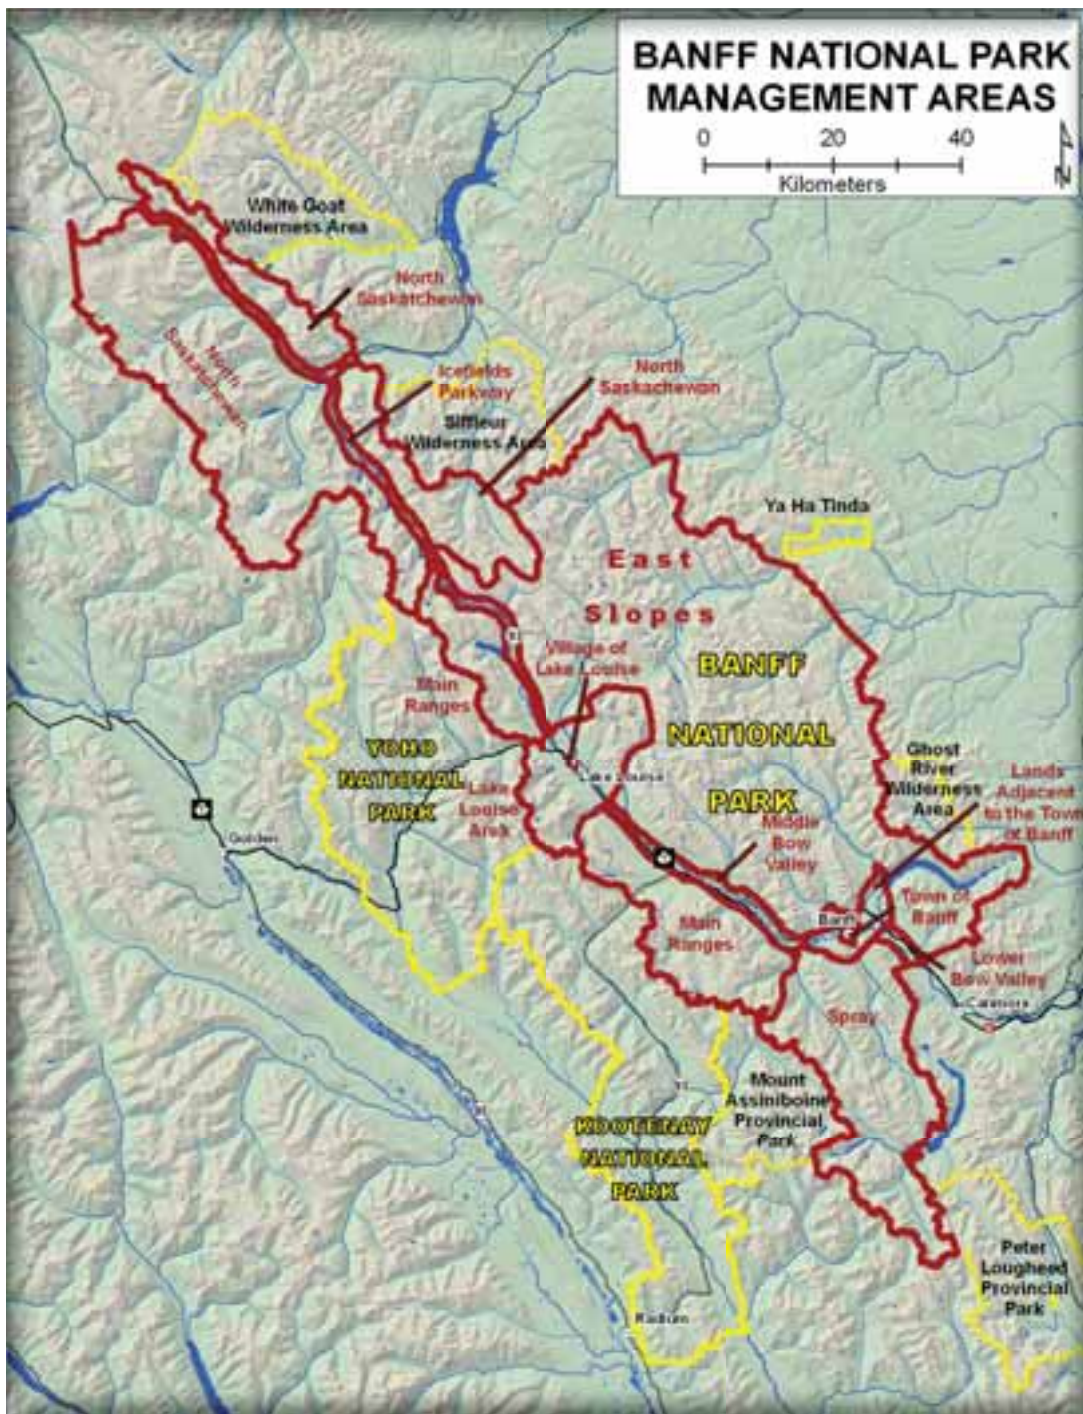 BANFF NATIONAL PARK
MANAGEMENT AREAS
0 20 40
Kilometers
White Goat
Wilderness Area
North
Saskatchewan
North
Saskatchewan
Icefields
Parkway
North
Saskachewan
Siffleur
Wilderness Area
Ya Ha Tinda
East
Slopes
Village of
Lake Louise
BANFF
NATIONAL
PARK
Main
Ranges
YOHO
NATIONAL
PARK
Lake
Louise
Area
Lake Louise
Ghost
River
Wilderness
Area
Lands
Adjacent
to the Town
of Banff
Middle
Bow
Valley
Golden
Town of
Banff
Banff
Main
Ranges
Lower
Bow Valley
Canmore
Spray
Mount
Assiniboine
Provincial
Park
KOOTENAY
NATIONAL
PARK
Peter
Lougheed
Provincial
Park
Radium